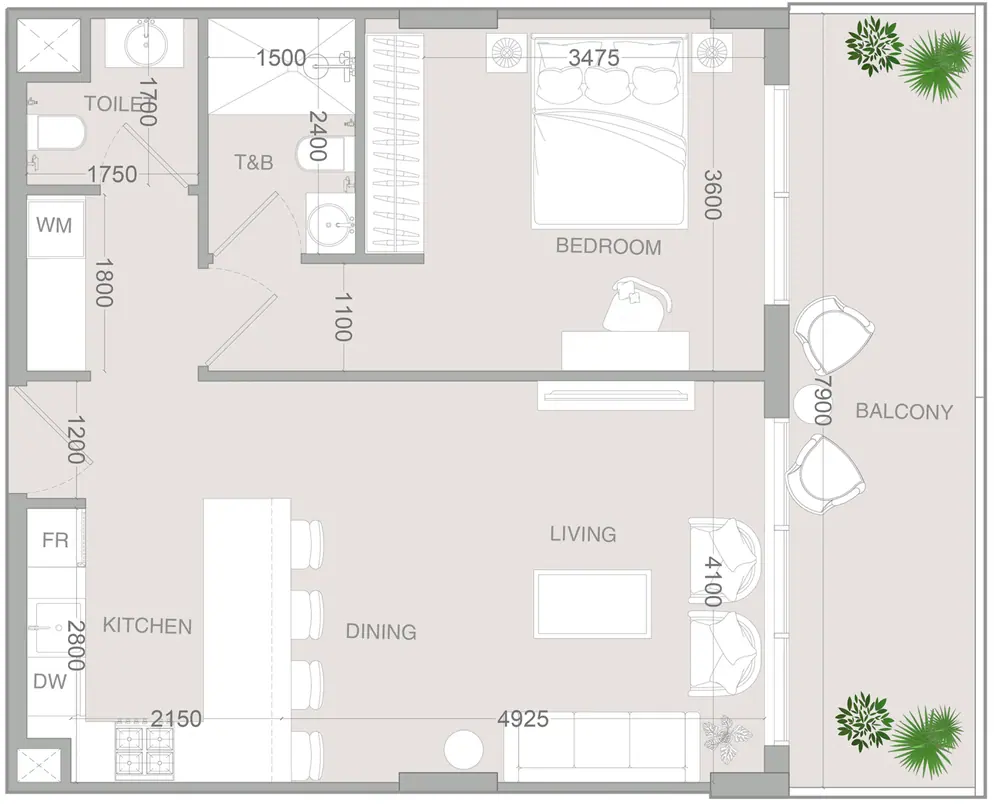 1500
3475
TOILET
1700
2400
T&B
1750
3600
WM
BEDROOM
1800
1100
7900
BALCONY
1200
LIVING
FR
4100
KITCHEN
2800
DINING
DW
2150
4925